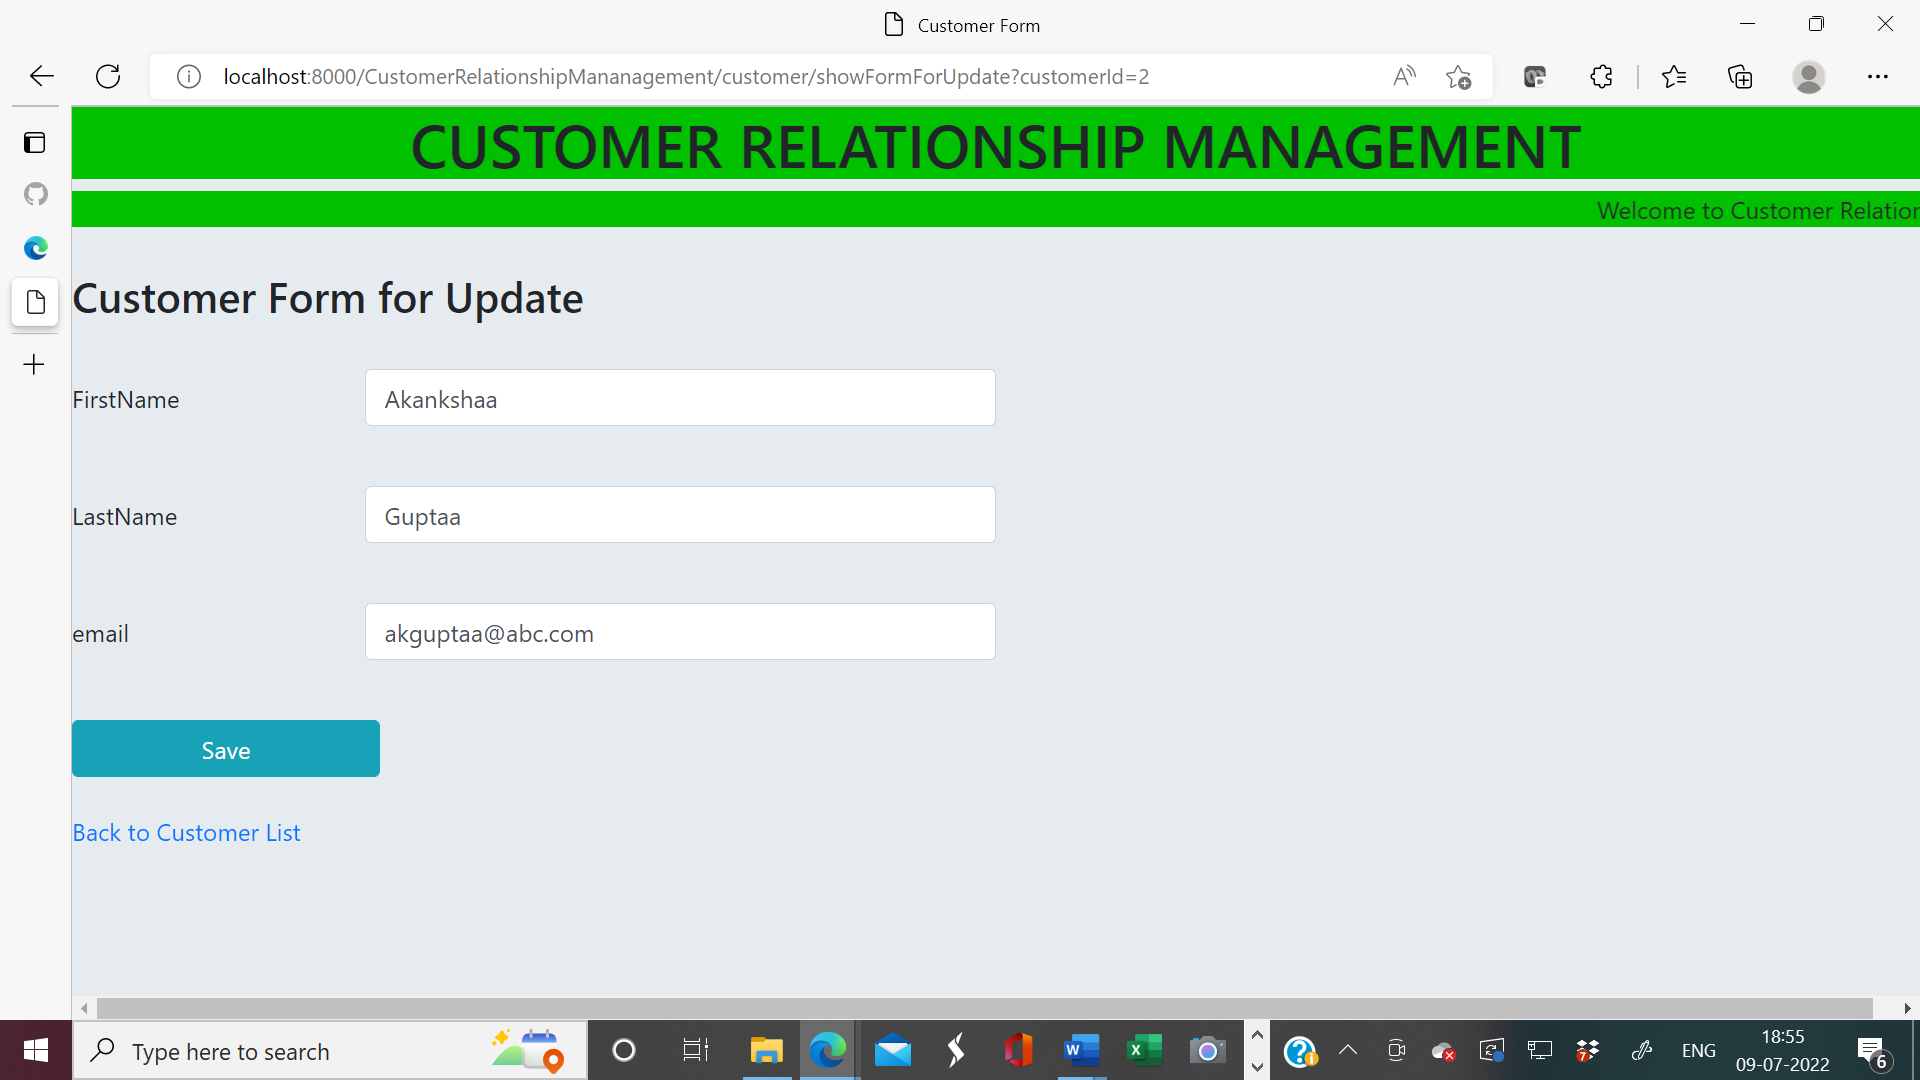 Customer Form
localhost:8000/CustomerRelationshipMananagement/customer/showFormForUpdate?customerId=2
CUSTOMER RELATIONSHIP MANAGEMENT
Welcome to Customer Relation
Customer Form for Update
FirstName
Akankshaa
LastName
Guptaa
email
akguptaa@abc.com
Save
Back to Customer List
Type here to search
ENG
18:55
09-07-2022
6
7